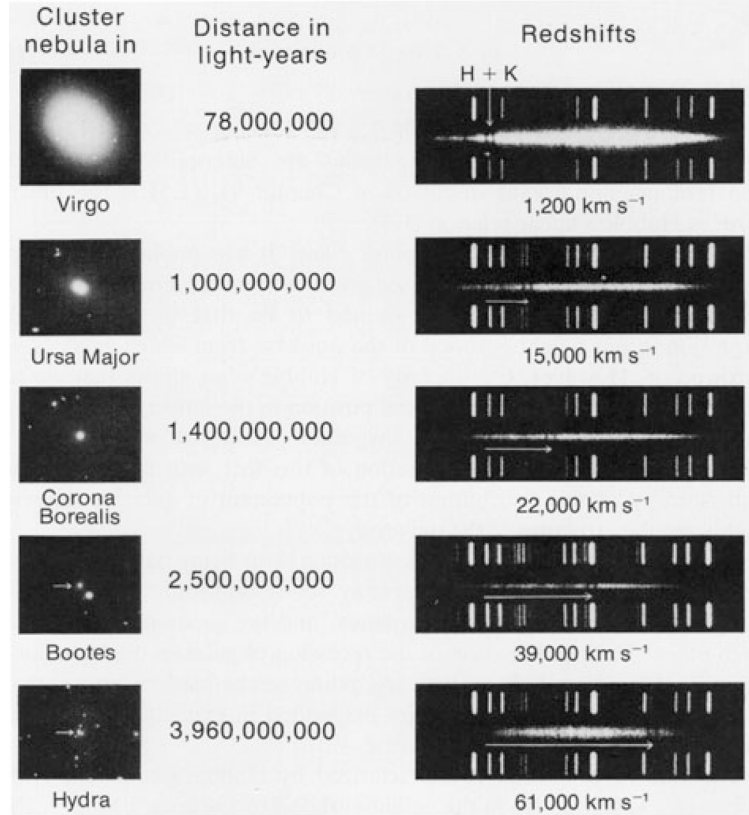 Cluster
nebula in
Distance in
light-years
Redshifts
H + K
78,000,000
Virgo
1,200 km s⁻¹
1,000,000,000
Ursa Major
15,000 km s⁻¹
1,400,000,000
Corona
Borealis
22,000 km s⁻¹
2,500,000,000
Bootes
39,000 km s⁻¹
3,960,000,000
Hydra
61,000 km s⁻¹